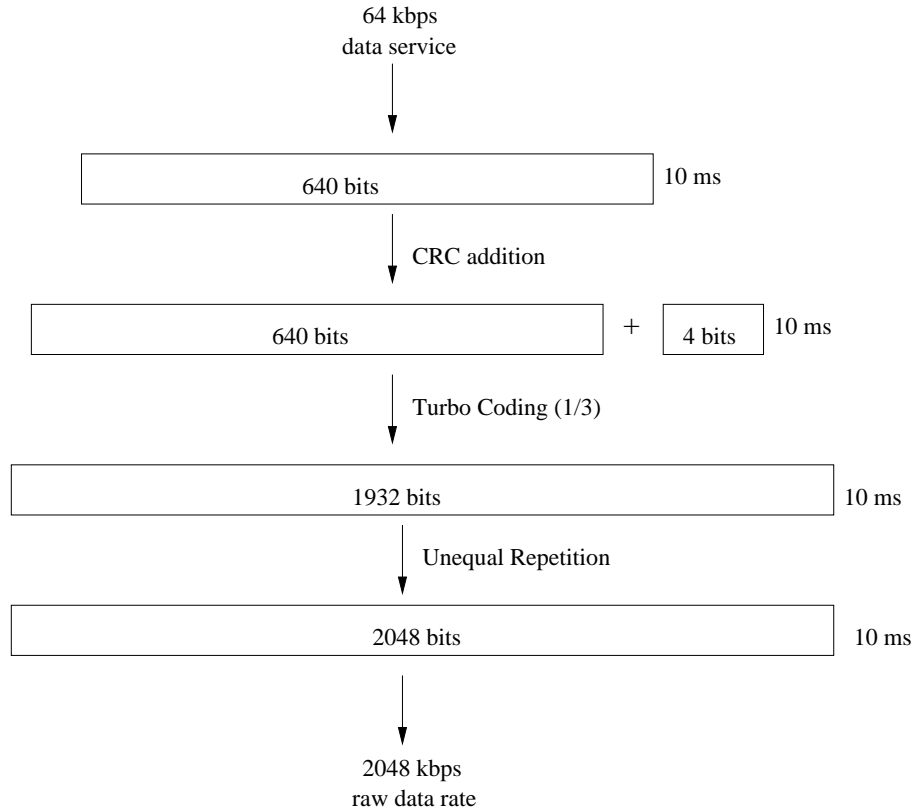 64 kbps
data service
640 bits
10 ms
CRC addition
640 bits
+
4 bits
10 ms
Turbo Coding (1/3)
1932 bits
10 ms
Unequal Repetition
2048 bits
10 ms
2048 kbps
raw data rate